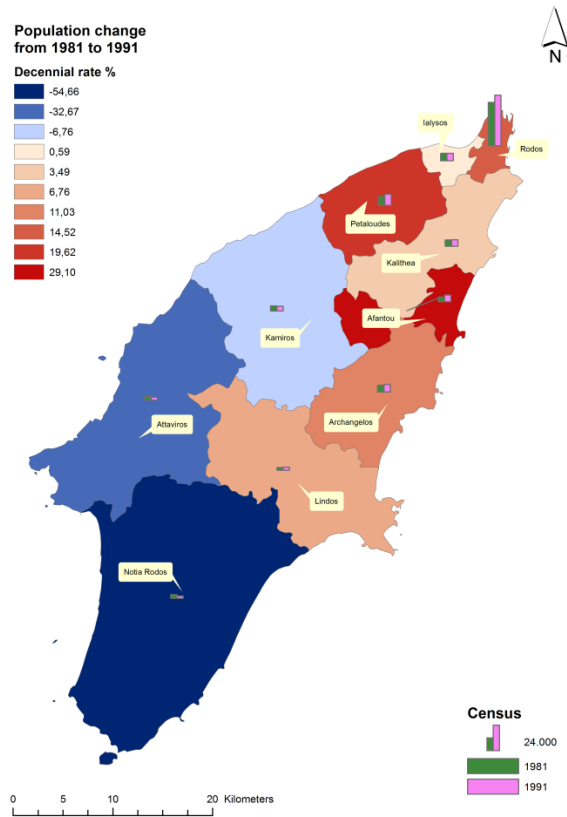 Population change
from 1981 to 1991
Decennial rate %
-54,66
-32,67
-6,76
0,59
3,49
6,76
11,03
14,52
19,62
29,10
N
Ialysos
Rodos
Petaloudes
Kalithea
Afantou
Kamiros
Archangelos
Attaviros
Lindos
Notia Rodos
Census
24.000
1981
1991
0 5 10 20 Kilometers